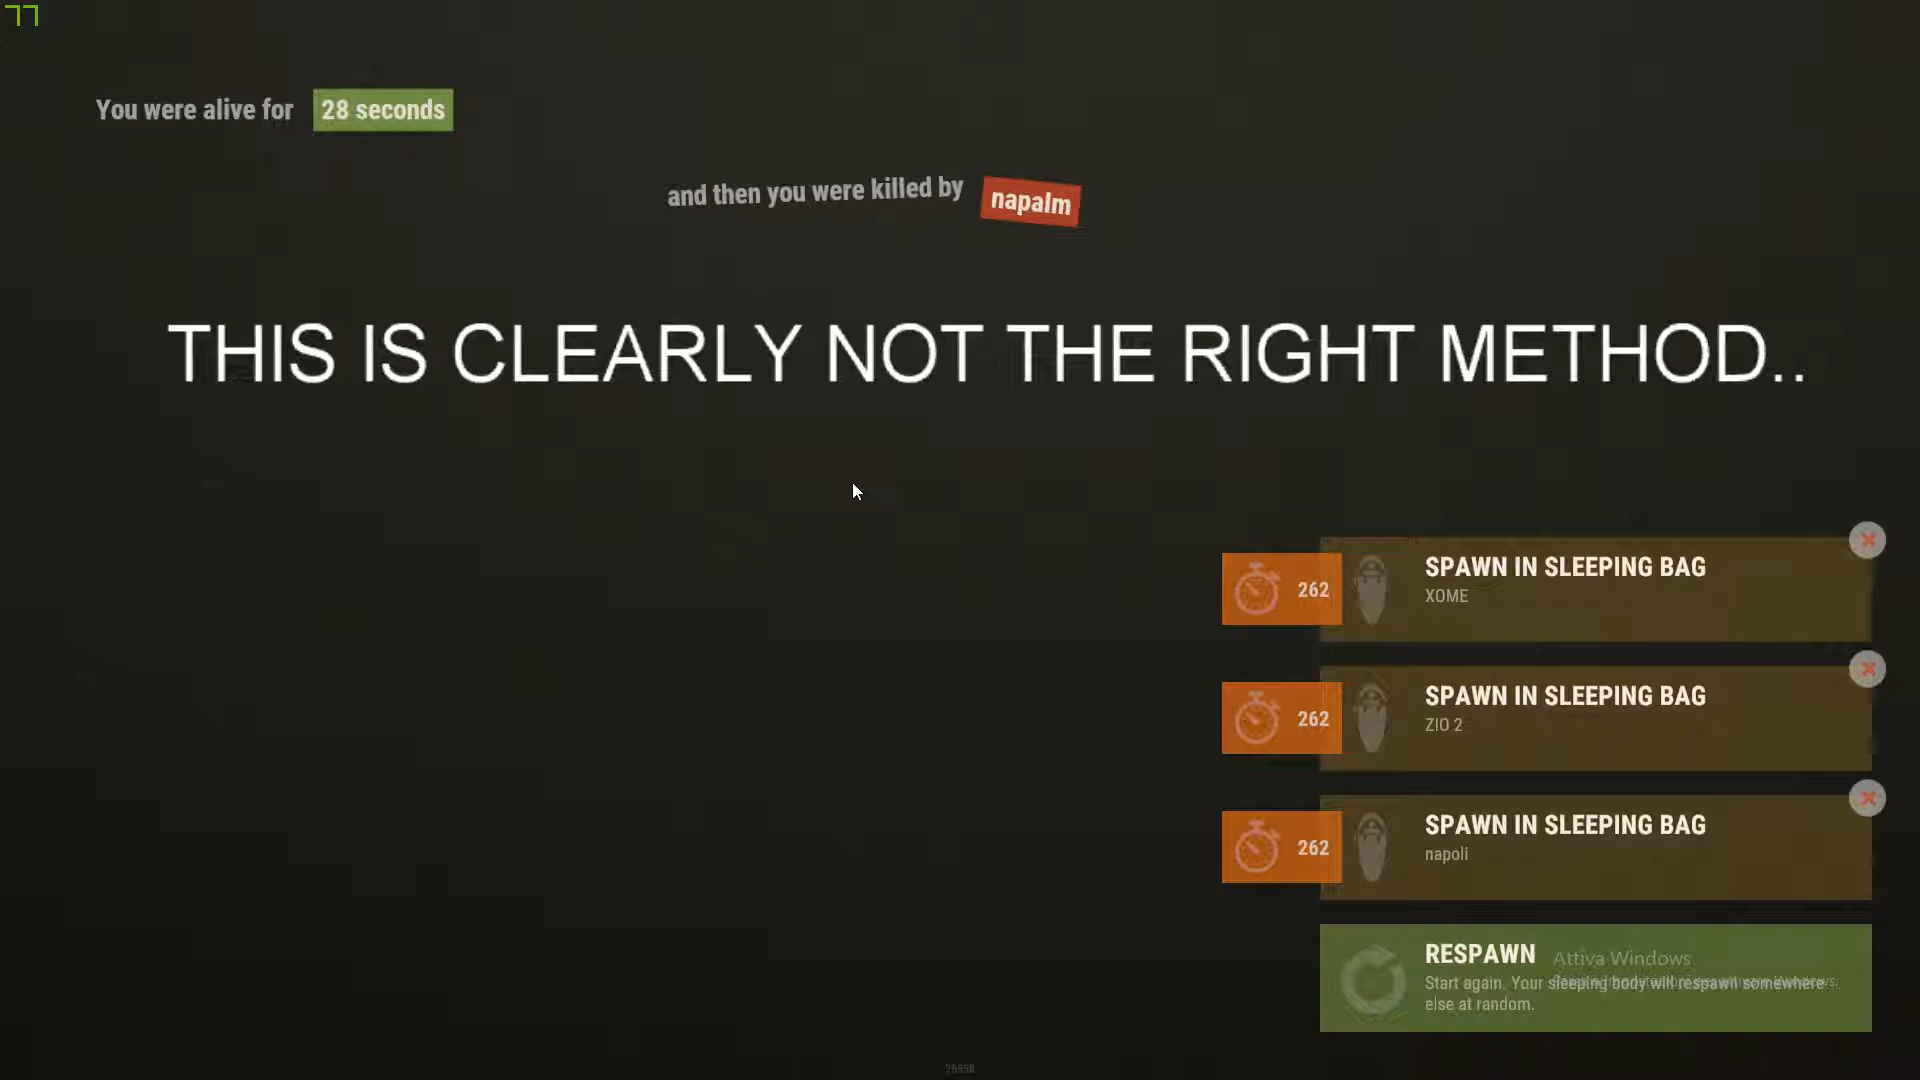 77
You were alive for 28 seconds
and then you were killed by napalm
THIS IS CLEARLY NOT THE RIGHT METHOD..
SPAWN IN SLEEPING BAG
262
XOME
SPAWN IN SLEEPING BAG
262
ZIO 2
SPAWN IN SLEEPING BAG
262
napoli
RESPAWN
Attiva Windows
Start again. Your sleeping body will respawn somewhere
else at random.